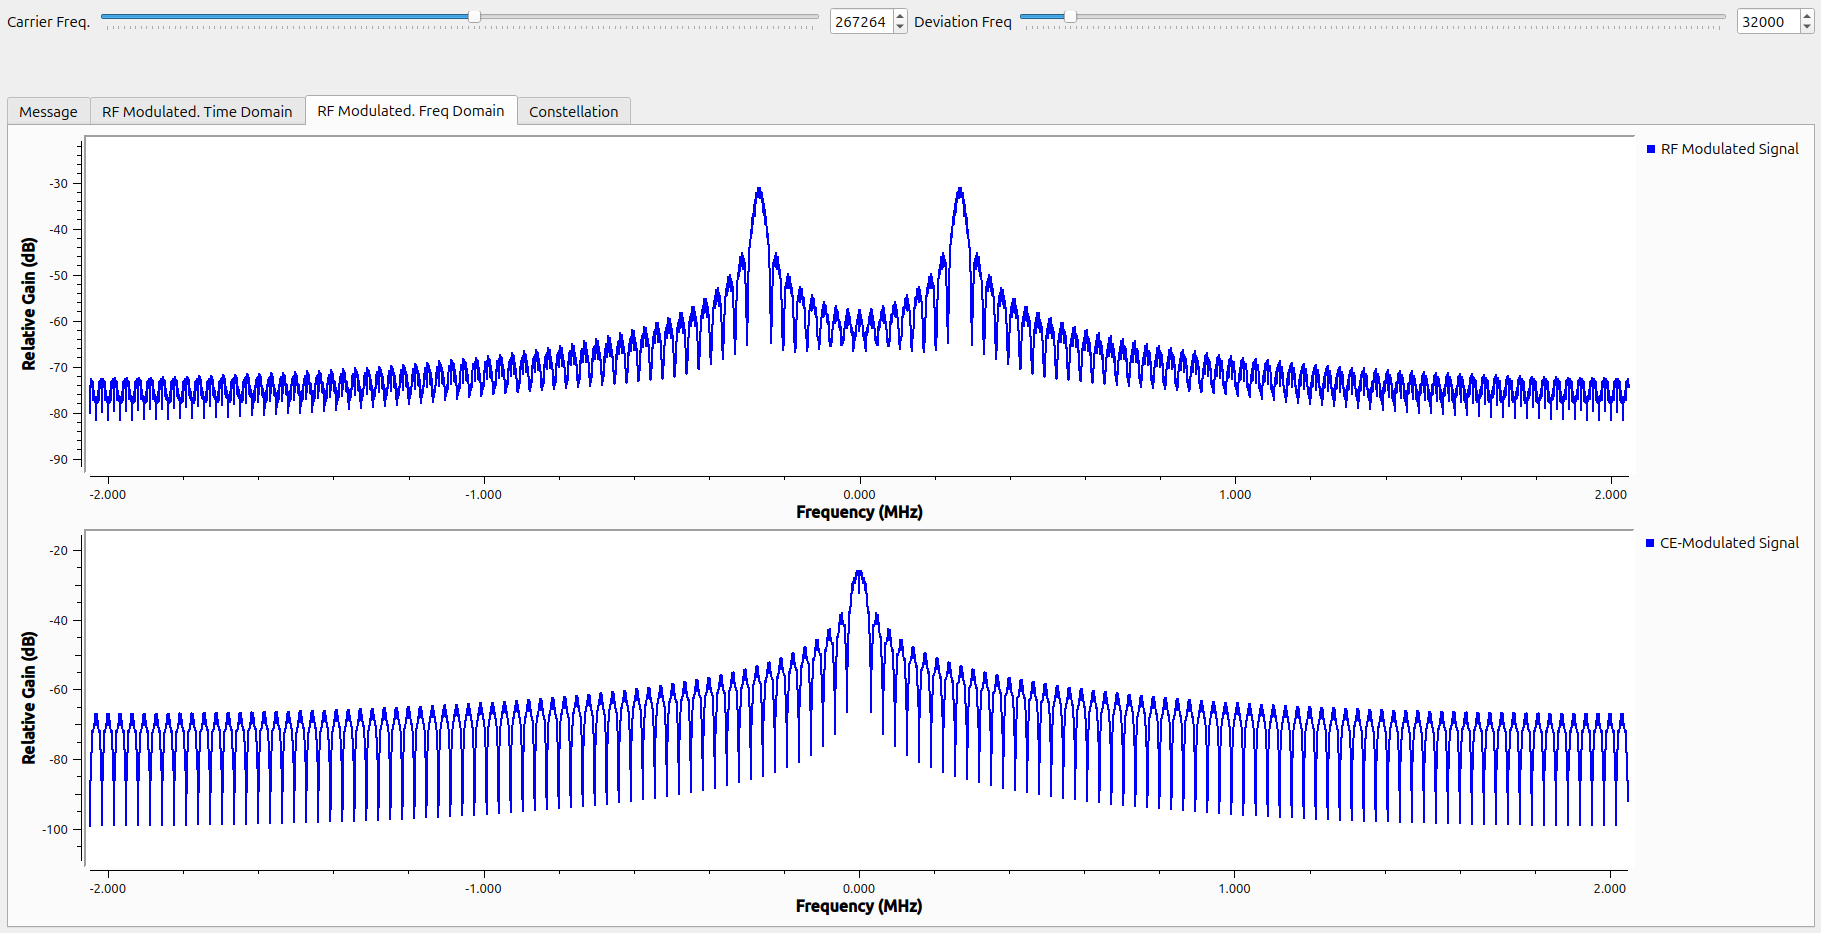 Carrier Freq. 267264 Deviation Freq 32000
Message RF Modulated. Time Domain RF Modulated. Freq Domain Constellation
RF Modulated Signal
Relative Gain (dB)
-30
-40
-50
-60
-70
-80
-90
-2.000 -1.000 0.000 1.000 2.000
Frequency (MHz)
CE-Modulated Signal
Relative Gain (dB)
-20
-40
-60
-80
-100
-2.000 -1.000 0.000 1.000 2.000
Frequency (MHz)